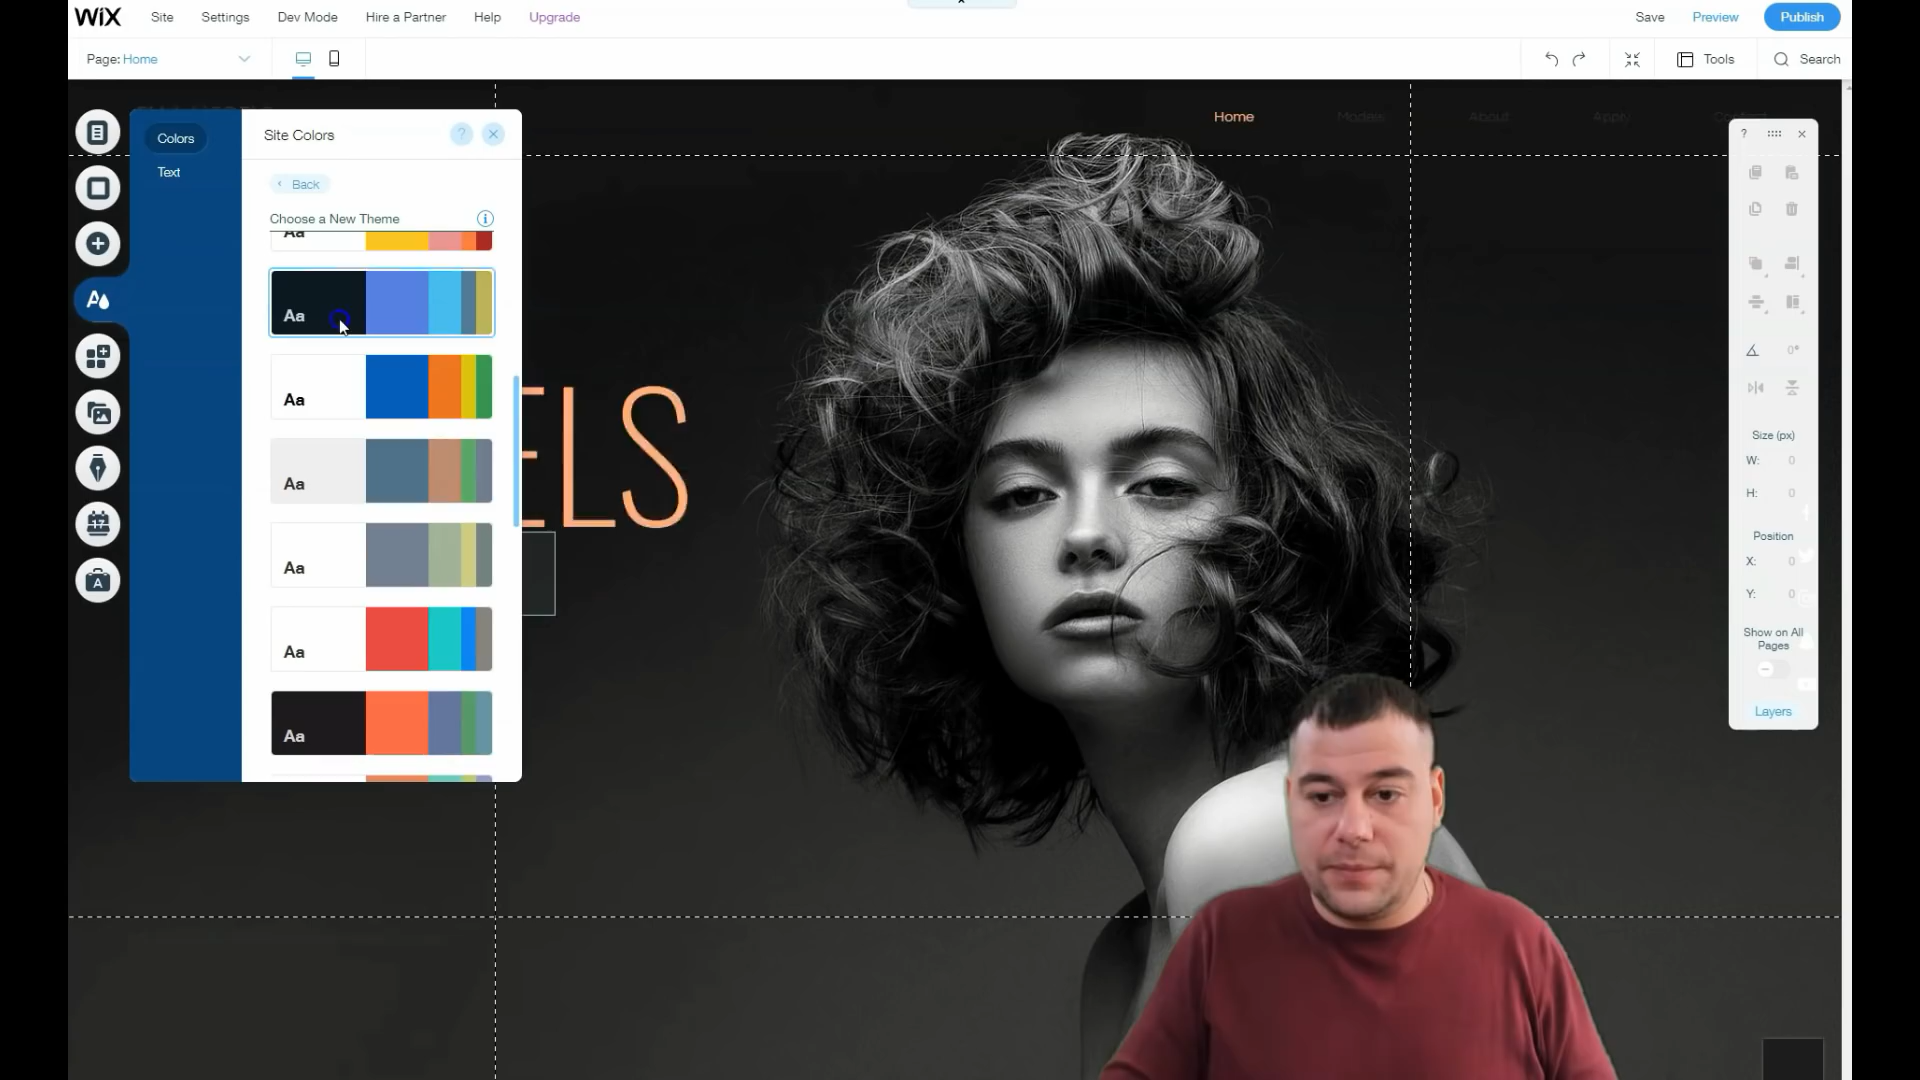 WiX Site Settings Dev Mode Hire a Partner Help Upgrade Save Preview Publish
Page: Home Tools Search
Home Models About Apply Contact
Colors
Text
Site Colors ? ×
Back
Choose a New Theme i
Aa
Aa
Aa
Aa
Aa
Aa
Aa
ELS
17
A
? ×
0°
Size (px)
W: 0
H: 0
Position
X: 0
Y: 0
Show on All
Pages
Layers